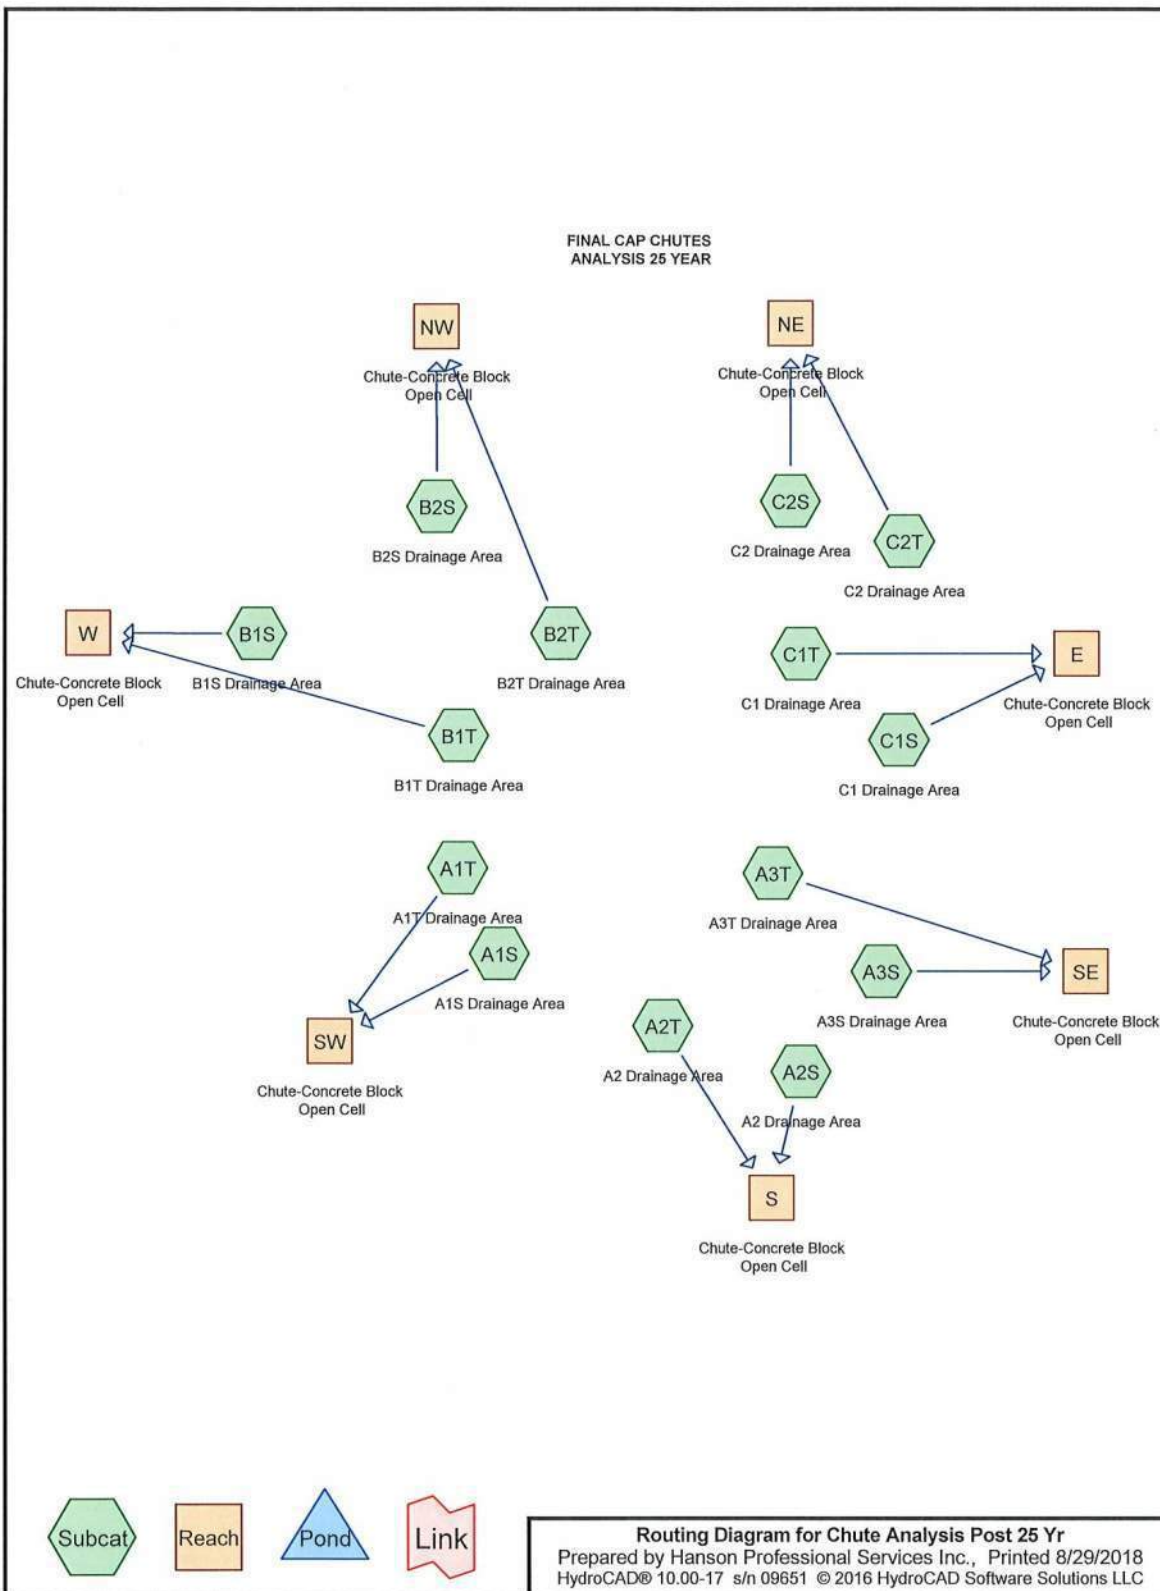 FINAL CAP CHUTES
ANALYSIS 25 YEAR
NW
Chute-Concrete Block
Open Cell
NE
Chute-Concrete Block
Open Cell
B2S
B2S Drainage Area
C2S
C2 Drainage Area
C2T
C2 Drainage Area
W
Chute-Concrete Block
Open Cell
B1S
B1S Drainage Area
B2T
B2T Drainage Area
C1T
C1 Drainage Area
E
Chute-Concrete Block
Open Cell
B1T
B1T Drainage Area
C1S
C1 Drainage Area
A1T
A1T Drainage Area
A3T
A3T Drainage Area
A1S
A1S Drainage Area
A3S
A3S Drainage Area
SE
Chute-Concrete Block
Open Cell
SW
Chute-Concrete Block
Open Cell
A2T
A2 Drainage Area
A2S
A2 Drainage Area
S
Chute-Concrete Block
Open Cell
Subcat
Reach
Pond
Link
Routing Diagram for Chute Analysis Post 25 Yr
Prepared by Hanson Professional Services Inc., Printed 8/29/2018
HydroCAD® 10.00-17 s/n 09651 © 2016 HydroCAD Software Solutions LLC